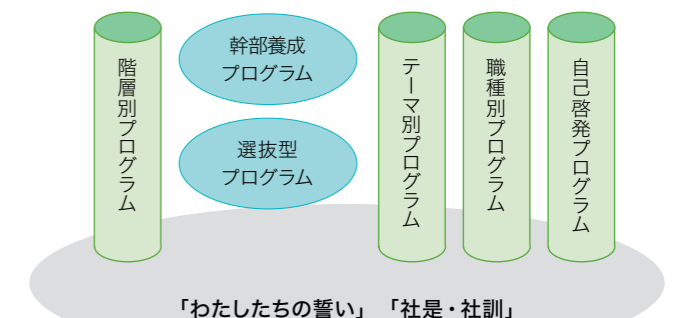 階層別プログラム
幹部養成
プログラム
選抜型
プログラム
テーマ別プログラム
職種別プログラム
自己啓発プログラム
「わたしたちの誓い」「社是・社訓」